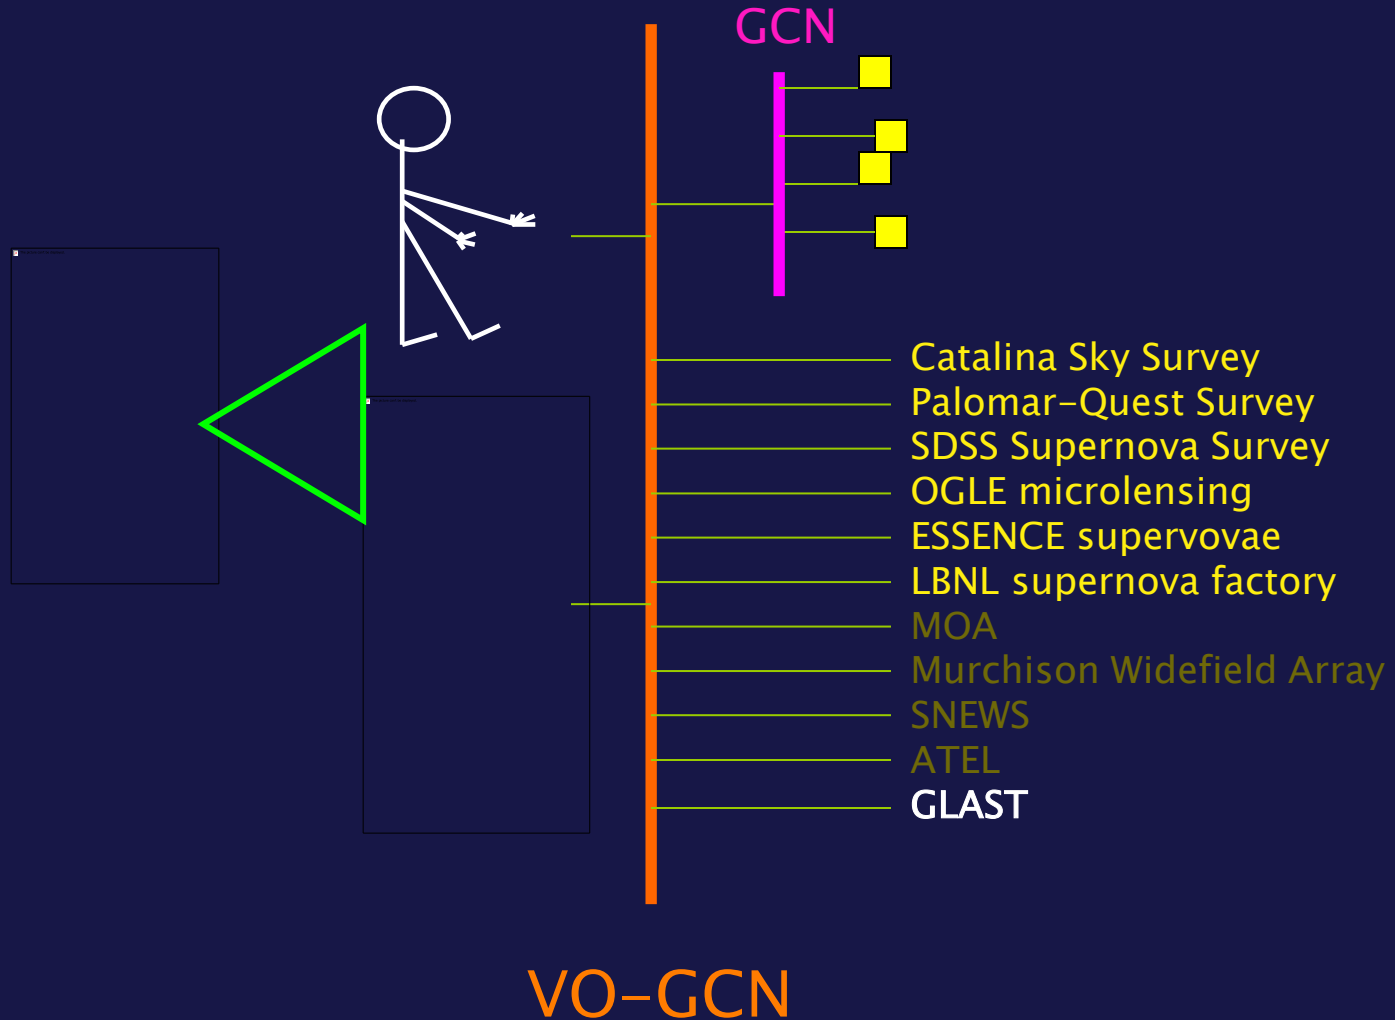 GCN
Catalina Sky Survey
Palomar-Quest Survey
SDSS Supernova Survey
OGLE microlensing
ESSENCE supervovae
LBNL supernova factory
MOA
Murchison Widefield Array
SNEWS
ATEL
GLAST
VO-GCN